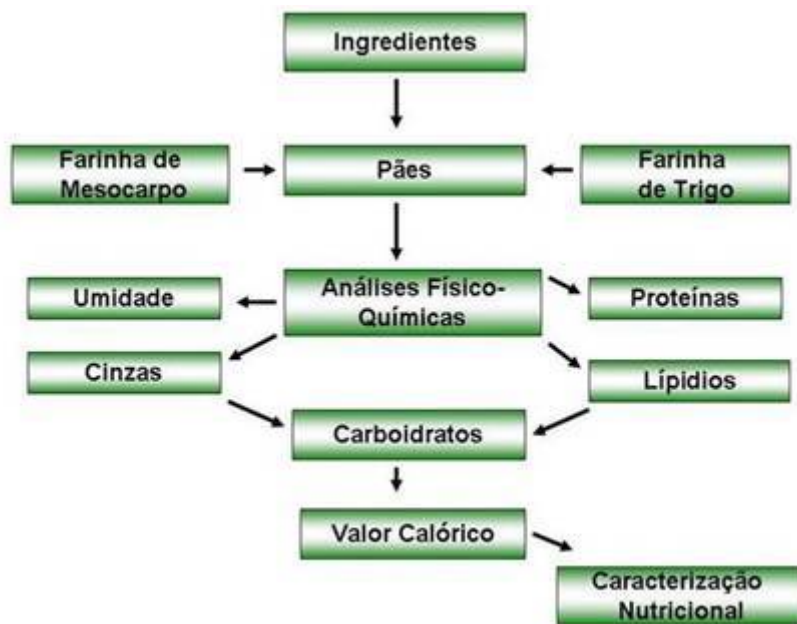 Ingredientes
Farinha de
Mesocarpo
Pães
Farinha
de Trigo
Análises Físico-
Químicas
Umidade
Proteínas
Cinzas
Lípidios
Carboidratos
Valor Calórico
Caracterização
Nutricional